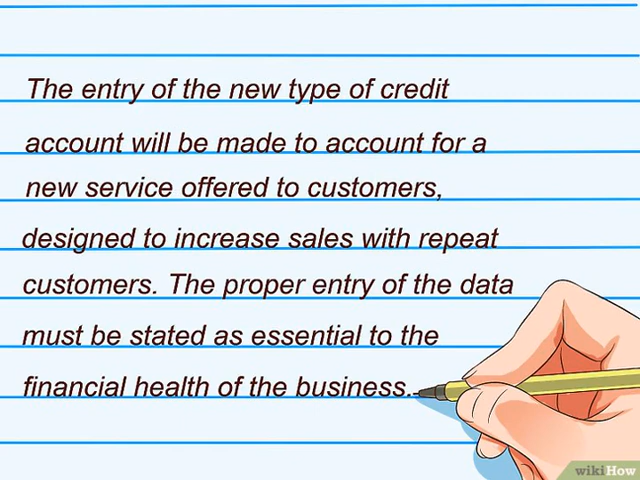 The entry of the new type of credit
account will be made to account for a
new service offered to customers,
designed to increase sales with repeat
customers. The proper entry of the data
must be stated as essential to the
financial health of the business.
wikiHow